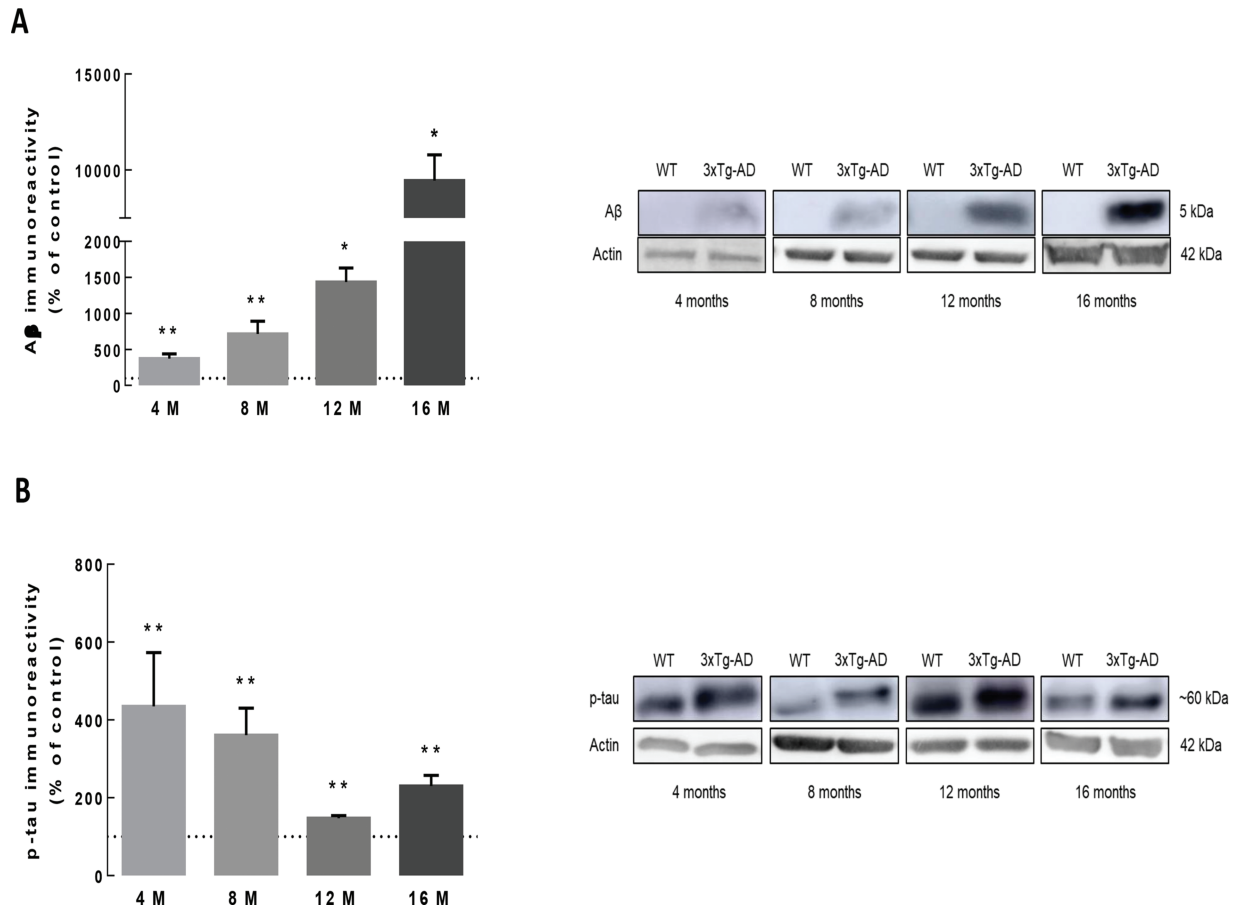 A
Aβ immunoreactivity
(% of control)
15000
10000
2000
1500
1000
500
0
**
**
*
*
4 M 8 M 12 M 16 M
WT 3xTg-AD WT 3xTg-AD WT 3xTg-AD WT 3xTg-AD
Aβ 5 kDa
Actin 42 kDa
4 months 8 months 12 months 16 months
B
p-tau immunoreactivity
(% of control)
800
600
400
200
0
**
**
**
**
4 M 8 M 12 M 16 M
WT 3xTg-AD WT 3xTg-AD WT 3xTg-AD WT 3xTg-AD
p-tau ~60 kDa
Actin 42 kDa
4 months 8 months 12 months 16 months